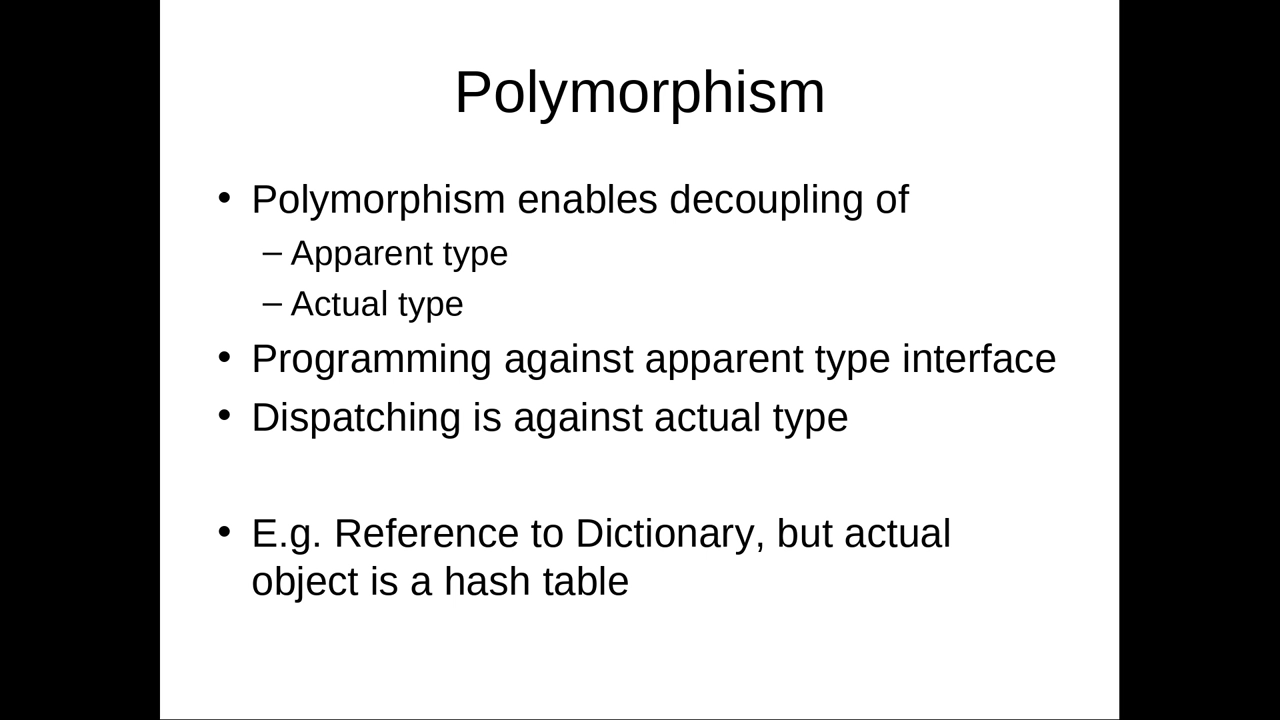 Polymorphism
• Polymorphism enables decoupling of
– Apparent type
– Actual type
• Programming against apparent type interface
• Dispatching is against actual type
• E.g. Reference to Dictionary, but actual
object is a hash table